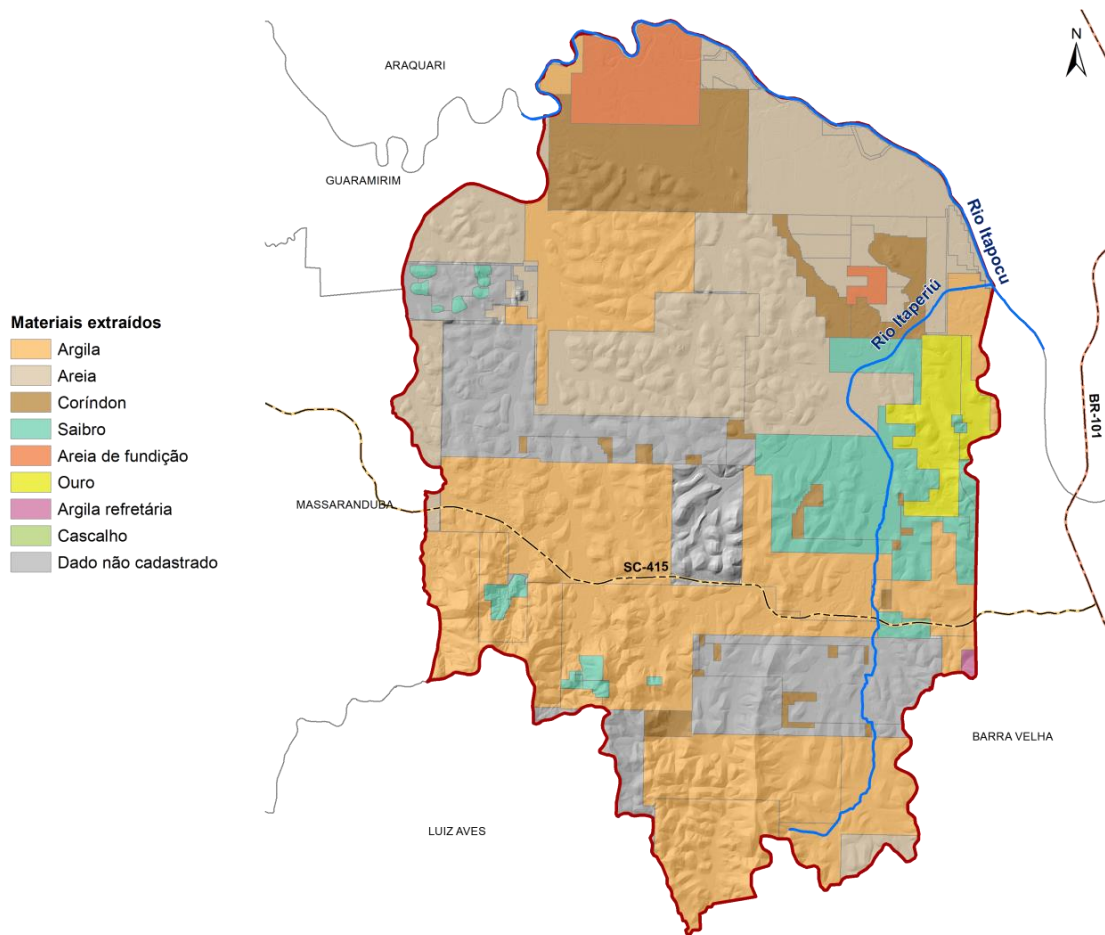 N
ARAQUARI
GUARAMIRIM
Rio Itapocu
Rio Itaperiú
Materiais extraídos
Argila
Areia
Coríndon
Saibro
Areia de fundição
Ouro
Argila refretária
Cascalho
Dado não cadastrado
BR-101
MASSARANDUBA
SC-415
BARRA VELHA
LUIZ AVES